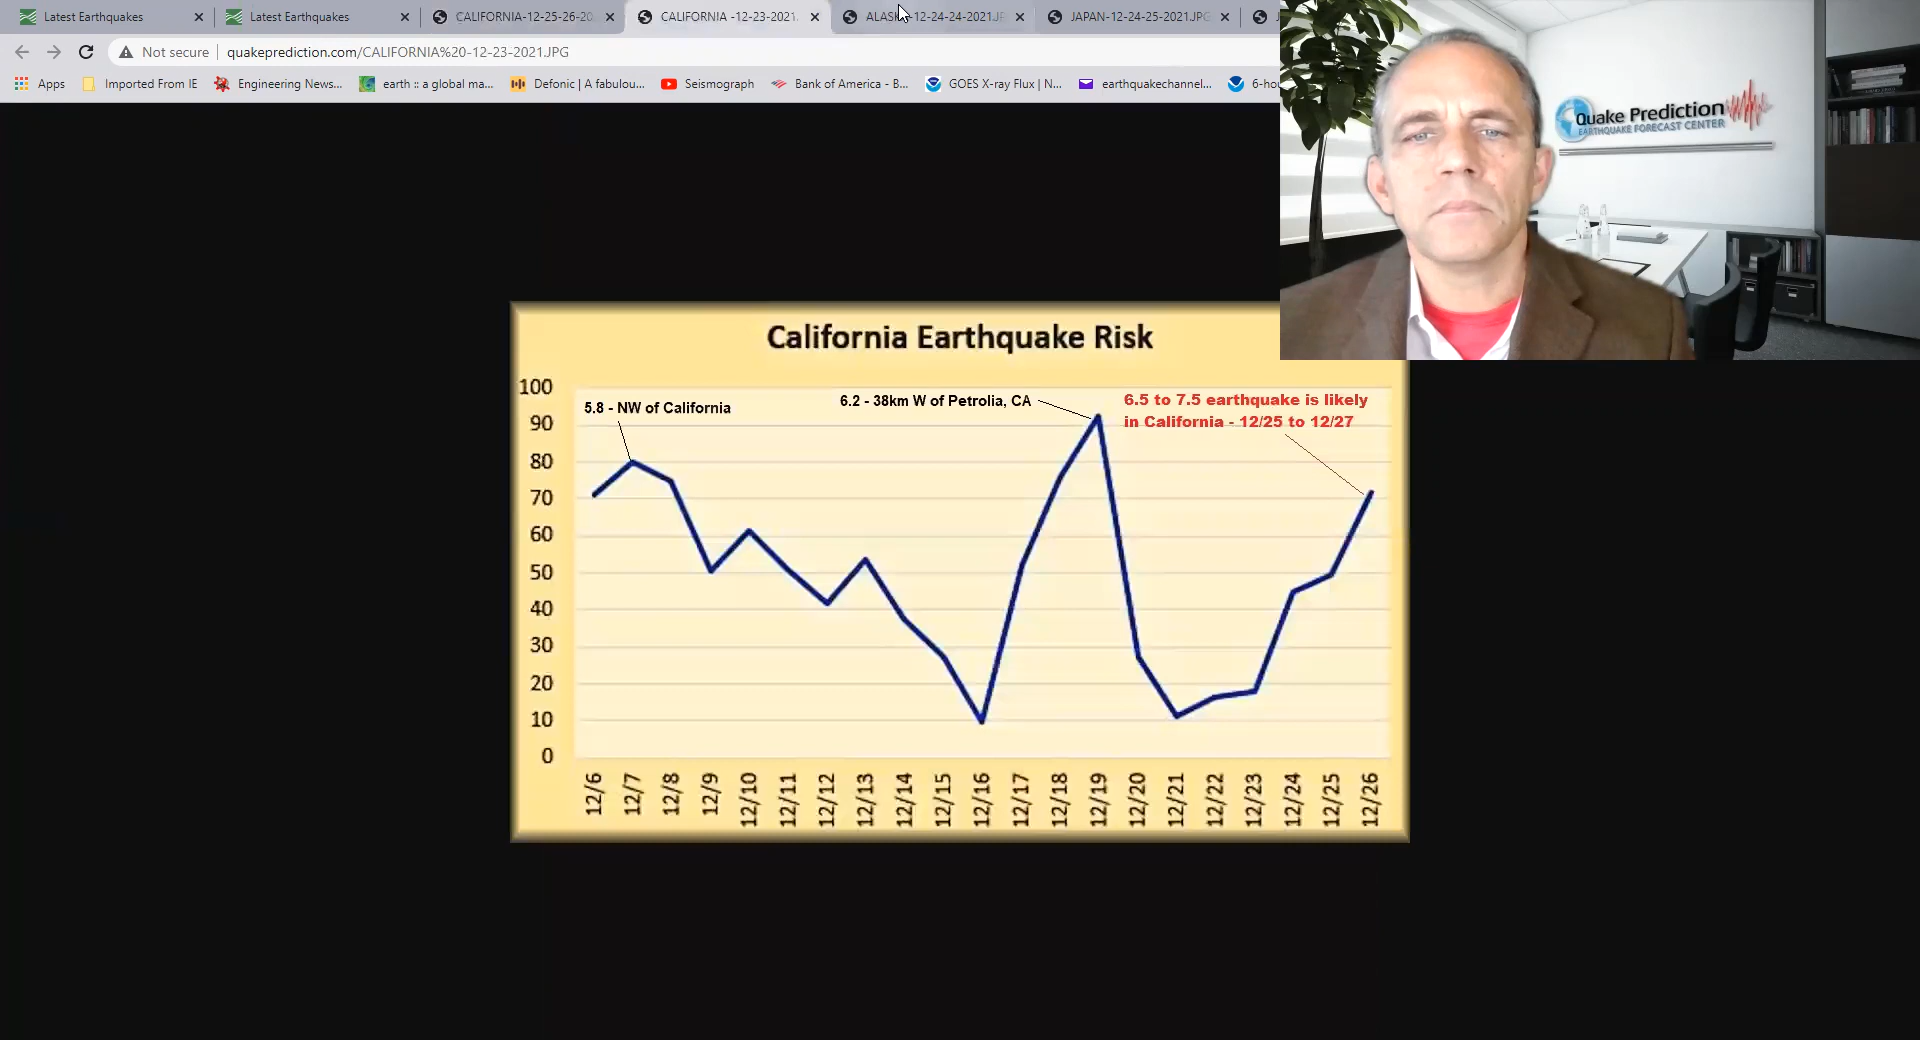 Latest Earthquakes
Latest Earthquakes
CALIFORNIA-12-25-26-20
CALIFORNIA -12-23-2021.
-12-24-24-2021.JP
JAPAN-12-24-25-2021.JPG
Not secure
quakeprediction.com/CALIFORNIA%20-12-23-2021.JPG
Apps
Imported From IE
Engineering News...
earth :: a global ma...
Defonic | A fabulou...
Seismograph
Bank of America - B...
GOES X-ray Flux | N...
earthquakechannel...
6-hou
Quake Prediction
EARTHQUAKE FORECAST CENTER
California Earthquake Risk
5.8 - NW of California
6.2 - 38km W of Petrolia, CA
6.5 to 7.5 earthquake is likely
in California - 12/25 to 12/27
100
90
80
70
60
50
40
30
20
10
0
12/6
12/7
12/8
12/9
12/10
12/11
12/12
12/13
12/14
12/15
12/16
12/17
12/18
12/19
12/20
12/21
12/22
12/23
12/24
12/25
12/26